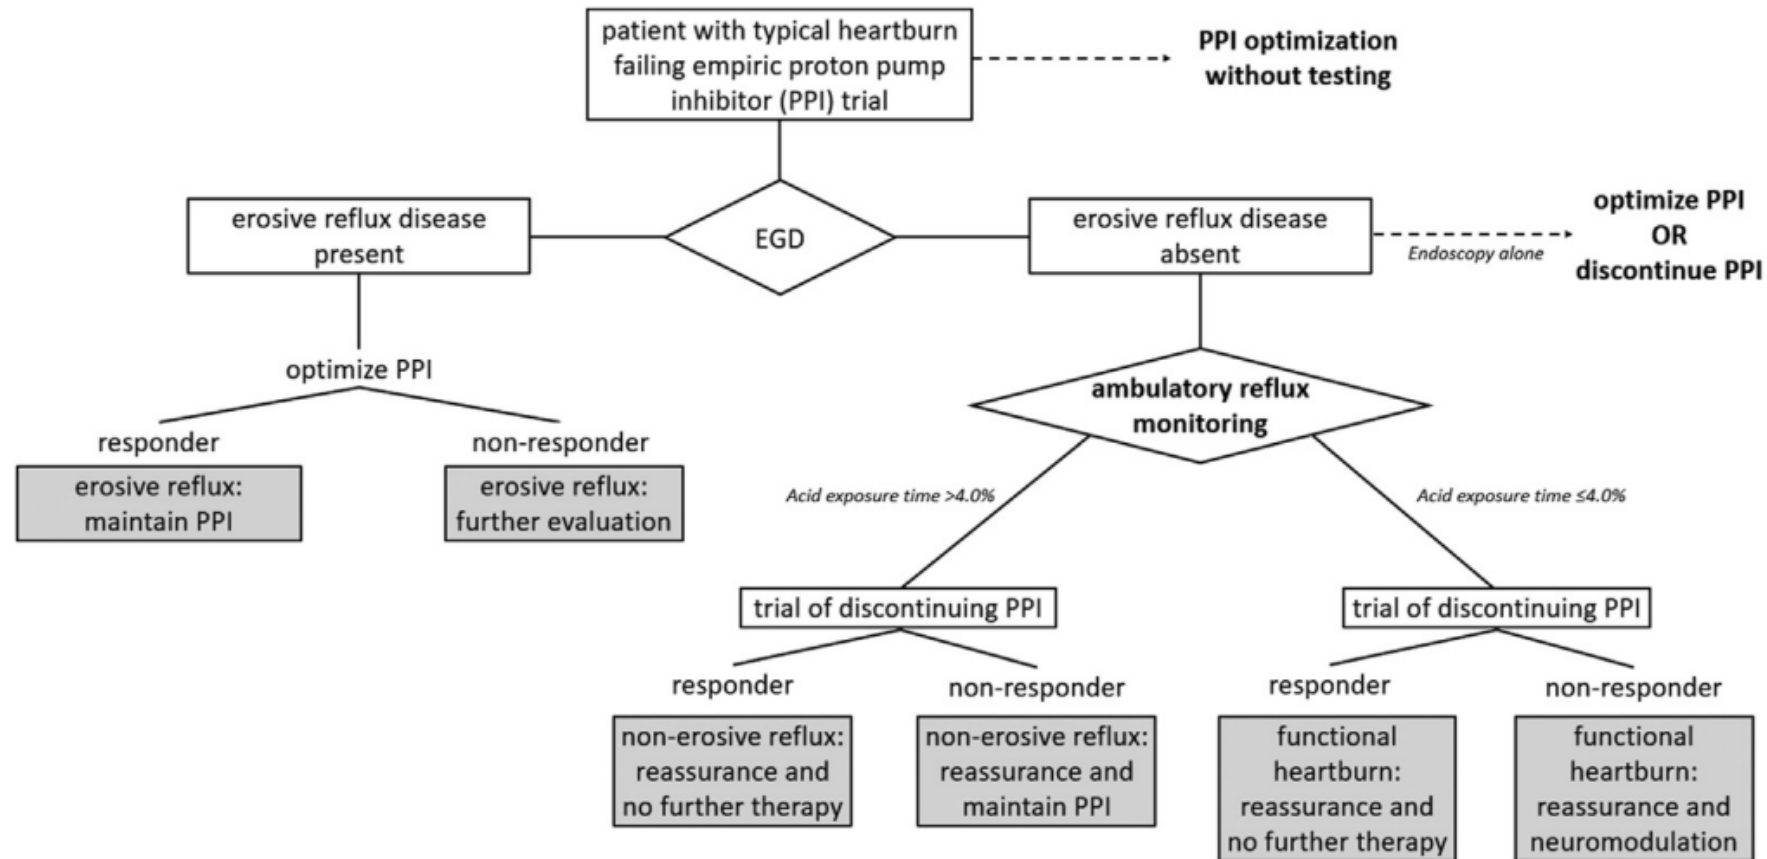 patient with typical heartburn
failing empiric proton pump
inhibitor (PPI) trial
PPI optimization
without testing
erosive reflux disease
present
EGD
erosive reflux disease
absent
Endoscopy alone
optimize PPI
OR
discontinue PPI
optimize PPI
responder
erosive reflux:
maintain PPI
non-responder
erosive reflux:
further evaluation
ambulatory reflux
monitoring
Acid exposure time >4.0%
Acid exposure time ≤4.0%
trial of discontinuing PPI
responder
non-erosive reflux:
reassurance and
no further therapy
non-responder
non-erosive reflux:
reassurance and
maintain PPI
trial of discontinuing PPI
responder
functional
heartburn:
reassurance and
no further therapy
non-responder
functional
heartburn:
reassurance and
neuromodulation